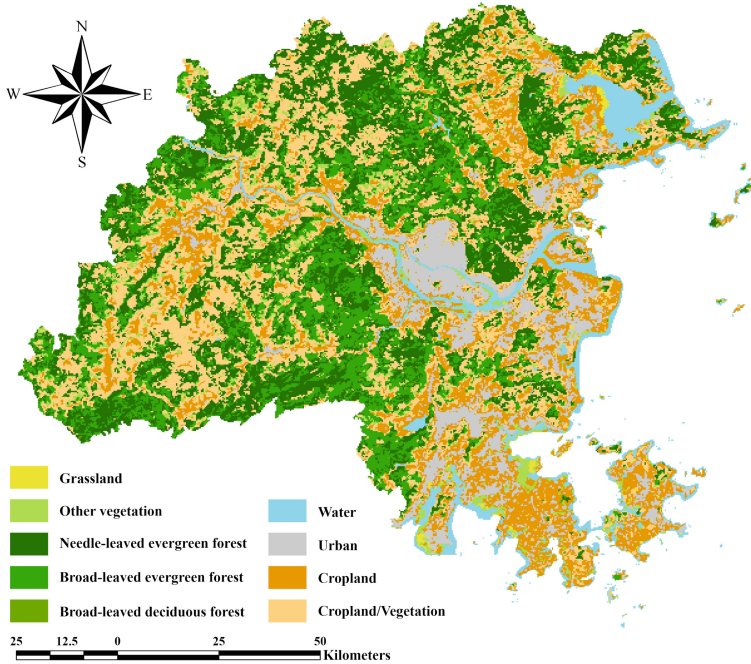 N
W E
S
Grassland
Other vegetation
Needle-leaved evergreen forest
Broad-leaved evergreen forest
Broad-leaved deciduous forest
Water
Urban
Cropland
Cropland/Vegetation
25 12.5 0 25 50
Kilometers